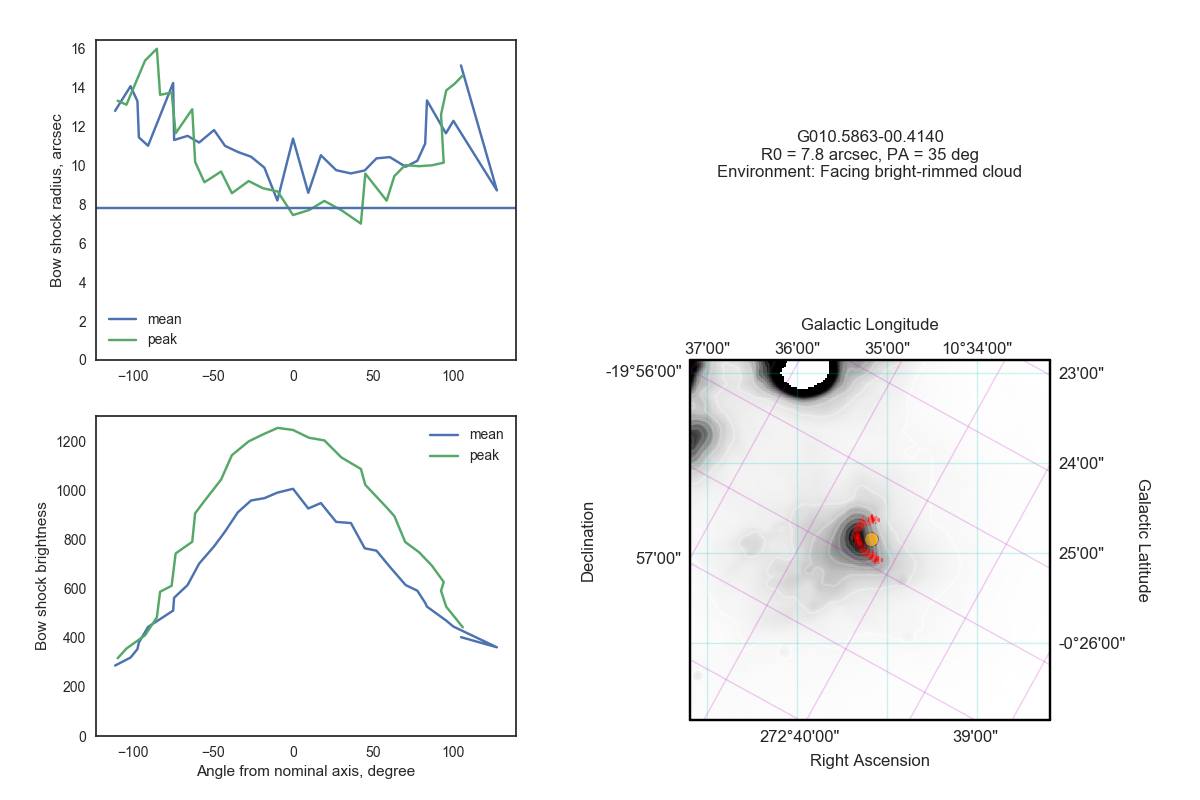 16
14
12
10
8
6
4
2
0
Bow shock radius, arcsec
mean
peak
−100
−50
0
50
100
G010.5863-00.4140
R0 = 7.8 arcsec, PA = 35 deg
Environment: Facing bright-rimmed cloud
1200
1000
800
600
400
200
0
Bow shock brightness
mean
peak
−100
−50
0
50
100
Angle from nominal axis, degree
Galactic Longitude
37'00"
36'00"
35'00"
10°34'00"
-19°56'00"
57'00"
Declination
23'00"
24'00"
25'00"
-0°26'00"
Galactic Latitude
272°40'00"
39'00"
Right Ascension